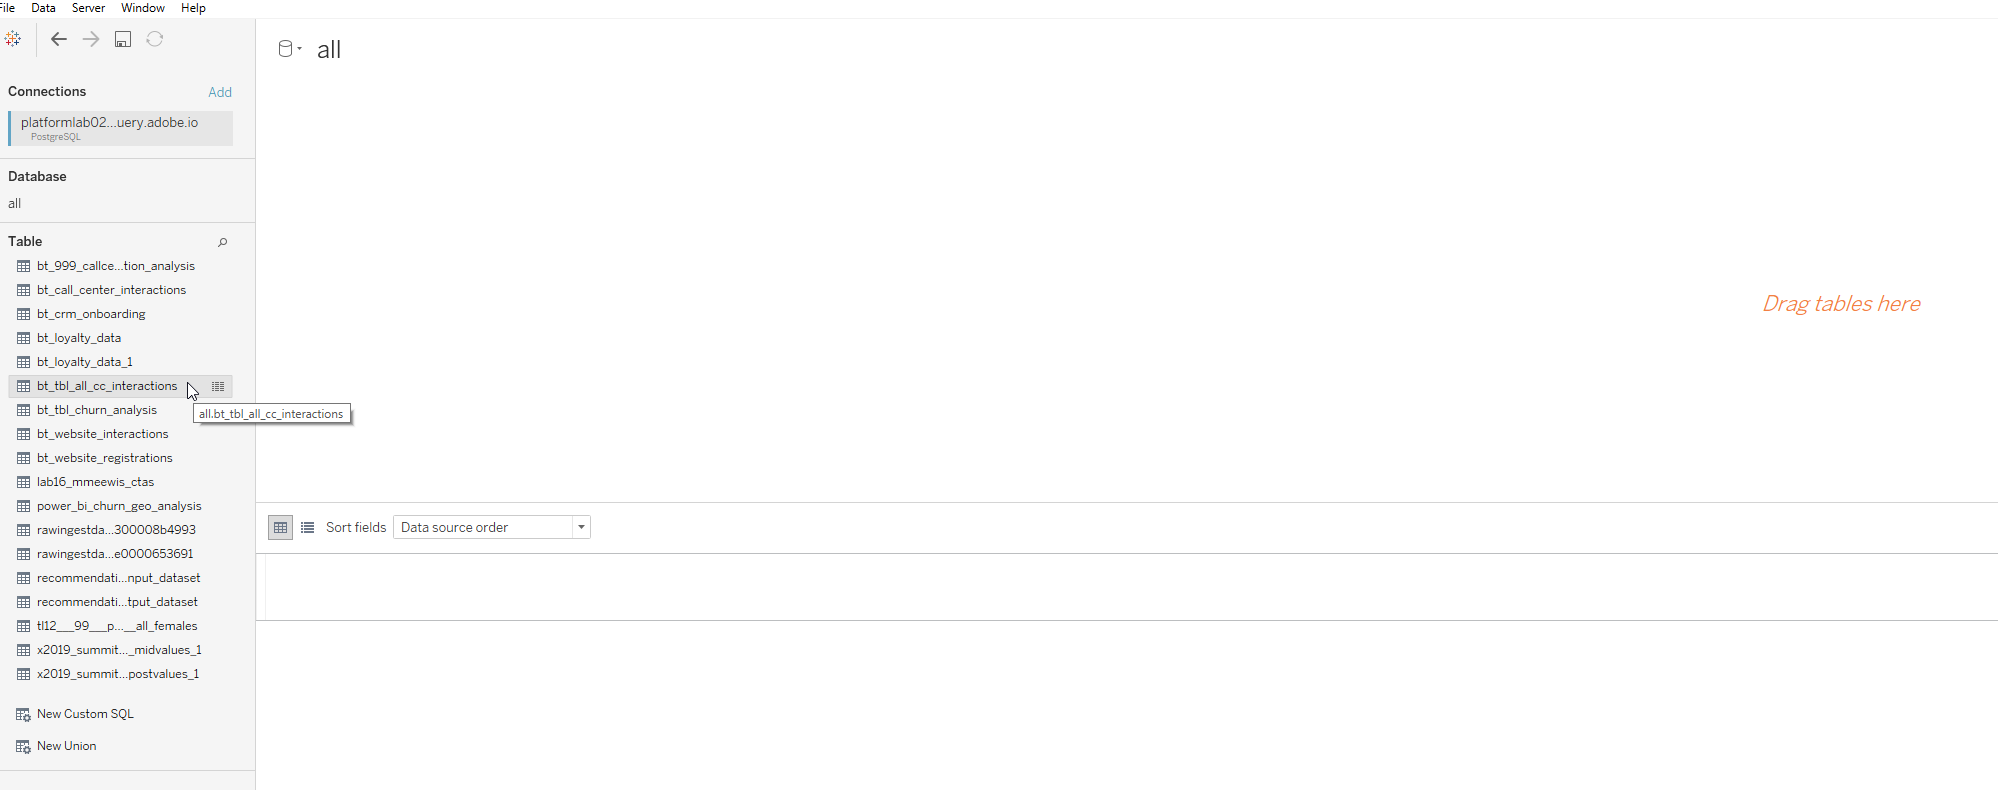 File Data Server Window Help
all
Connections Add
platformlab02...uery.adobe.io
PostgreSQL
Database
all
Table
bt_999_callce...tion_analysis
bt_call_center_interactions
bt_crm_onboarding
bt_loyalty_data
bt_loyalty_data_1
bt_tbl_all_cc_interactions
bt_tbl_churn_analysis
all.bt_tbl_all_cc_interactions
bt_website_interactions
bt_website_registrations
lab16_mmeewis_ctas
power_bi_churn_geo_analysis
rawingestda...300008b4993
rawingestda...e0000653691
recommendati...nput_dataset
recommendati...tput_dataset
tl12___99___p...__all_females
x2019_summit..._midvalues_1
x2019_summit...postvalues_1
New Custom SQL
New Union
Drag tables here
Sort fields Data source order